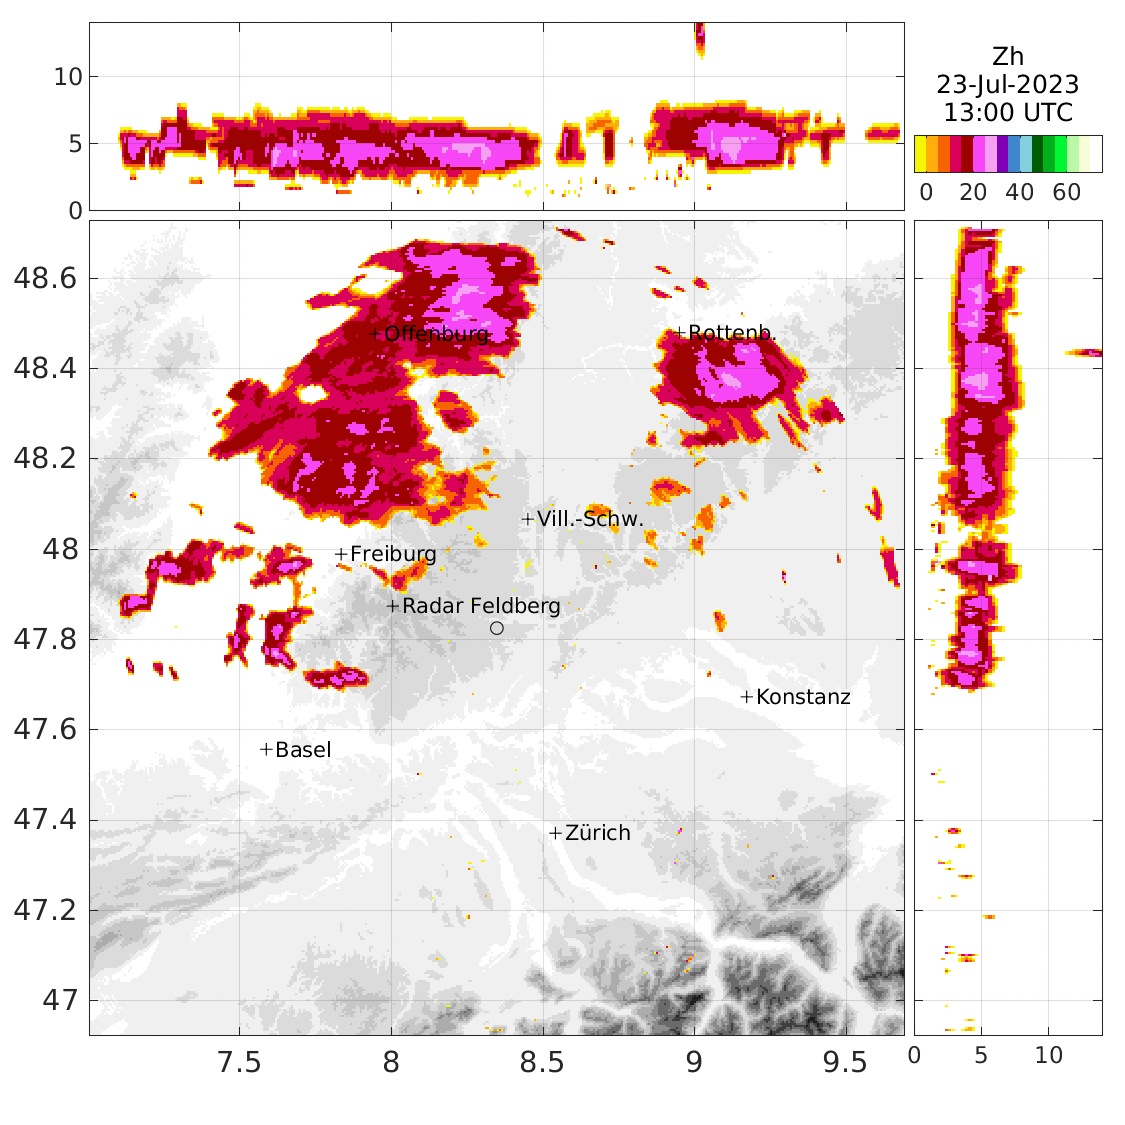 Zh
23-Jul-2023
13:00 UTC
0 20 40 60
10
5
0
48.6
48.4
48.2
48
47.8
47.6
47.4
47.2
47
Offenburg
Rottenb.
Vill.-Schw.
Freiburg
Radar Feldberg
Konstanz
Basel
Zürich
7.5 8 8.5 9 9.5
0 5 10